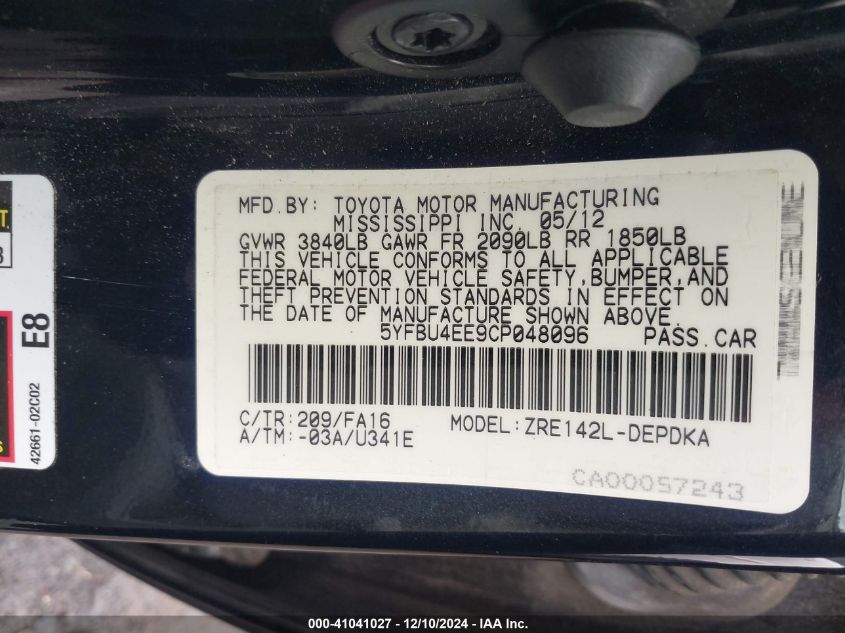 T.
3
E8
42661-02C02
S
MFD.BY: TOYOTA MOTOR MANUFACTURING
MISSISSIPPI INC. 05/12
GVWR 3840LB GAWR FR 2090LB RR 1850LB
THIS VEHICLE CONFORMS TO ALL APPLICABLE
FEDERAL MOTOR VEHICLE SAFETY,BUMPER,AND
THEFT PREVENTION STANDARDS IN EFFECT ON
THE DATE OF MANUFACTURE SHOWN ABOVE.
5YFBU4EE9CP048096 PASS.CAR
C/TR:209/FA16 MODEL:ZRE142L-DEPDKA
A/TM:-03A/U341E
CA00057243
000-41041027 - 12/10/2024 - IAA Inc.